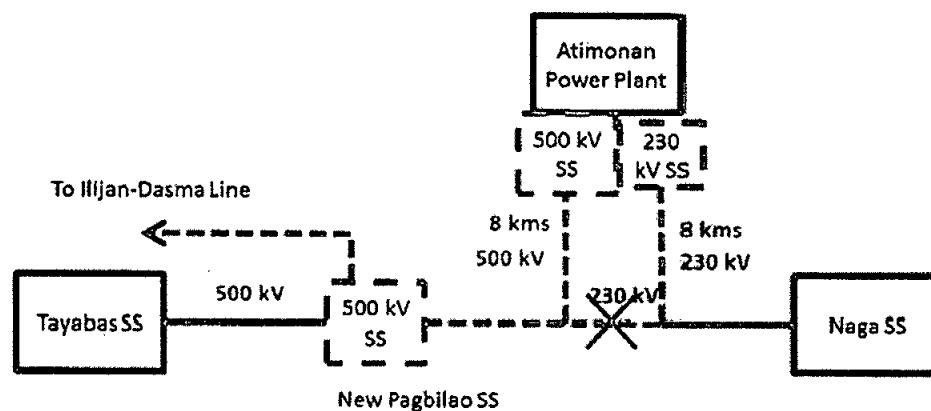 Atimonan
Power Plant
500 kV
SS
230
kV SS
To Ilijan-Dasma Line
8 kms
500 kV
8 kms
230 kV
500 kV
230 kV
Tayabas SS
500 kV
SS
Naga SS
New Pagbilao SS